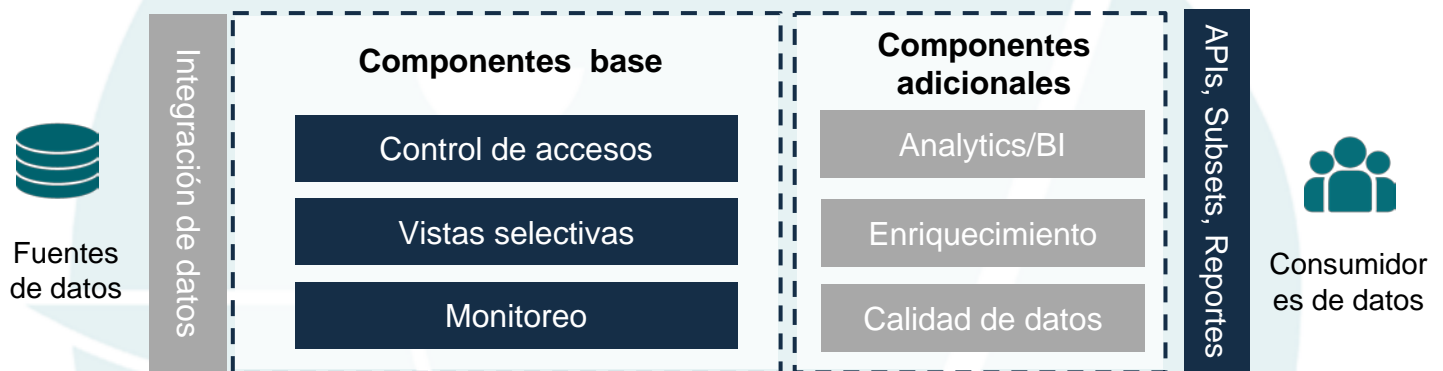 Fuentes
de datos
Integración de datos
Componentes base
Control de accesos
Vistas selectivas
Monitoreo
Componentes
adicionales
Analytics/BI
Enriquecimiento
Calidad de datos
APIs, Subsets, Reportes
Consumidor
es de datos